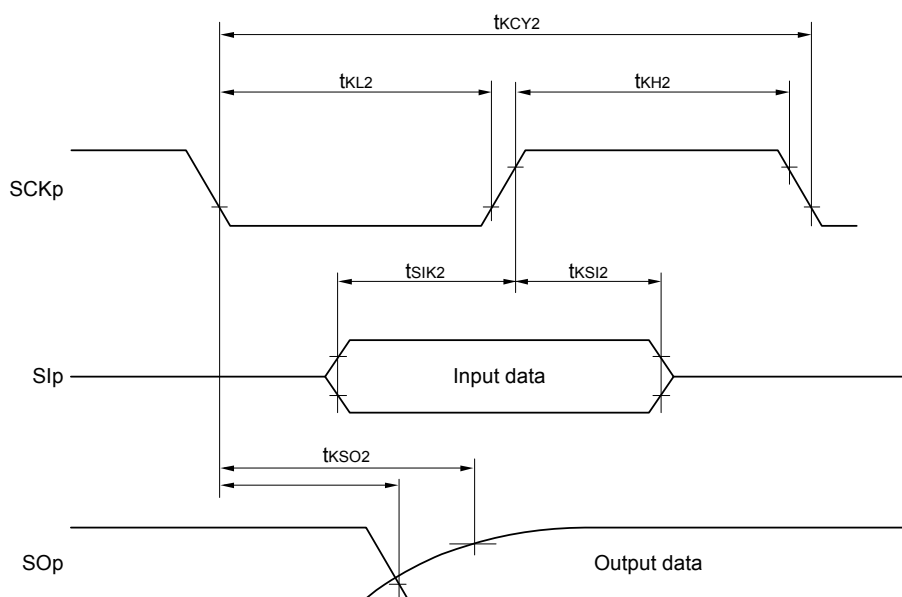 tKCY2
tKL2
tKH2
SCKp
tSIK2
tKSI2
SIp
Input data
tKSO2
SOp
Output data